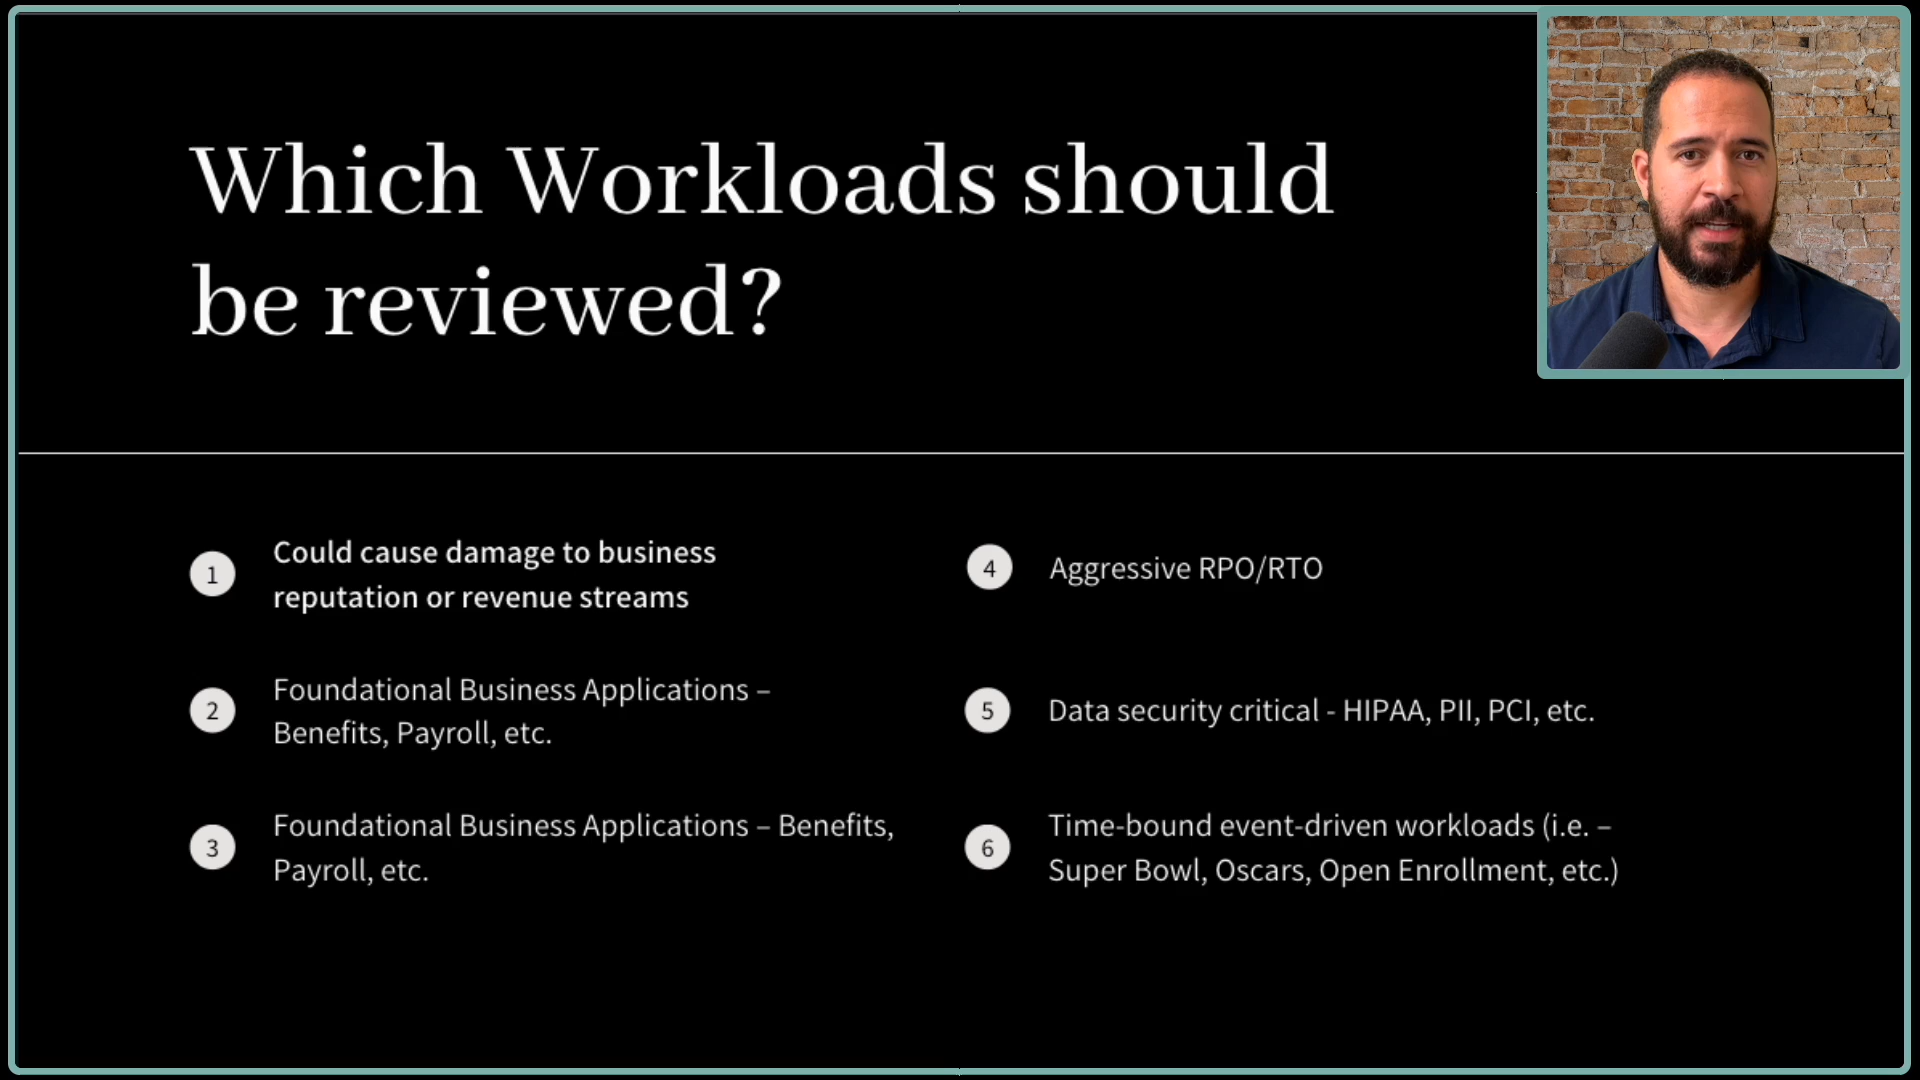 Which Workloads should
be reviewed?
1
Could cause damage to business
reputation or revenue streams
2
Foundational Business Applications –
Benefits, Payroll, etc.
3
Foundational Business Applications – Benefits,
Payroll, etc.
4
Aggressive RPO/RTO
5
Data security critical - HIPAA, PII, PCI, etc.
6
Time-bound event-driven workloads (i.e. –
Super Bowl, Oscars, Open Enrollment, etc.)